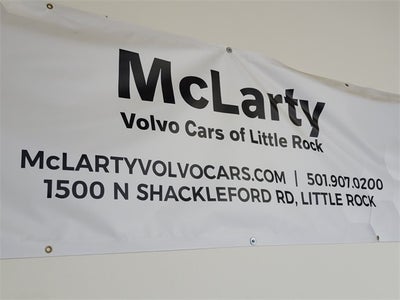 McLarty
Volvo Cars of Little Rock
McLARTYVOLVOCARS.COM | 501.907.0200
1500 N SHACKLEFORD RD, LITTLE ROCK